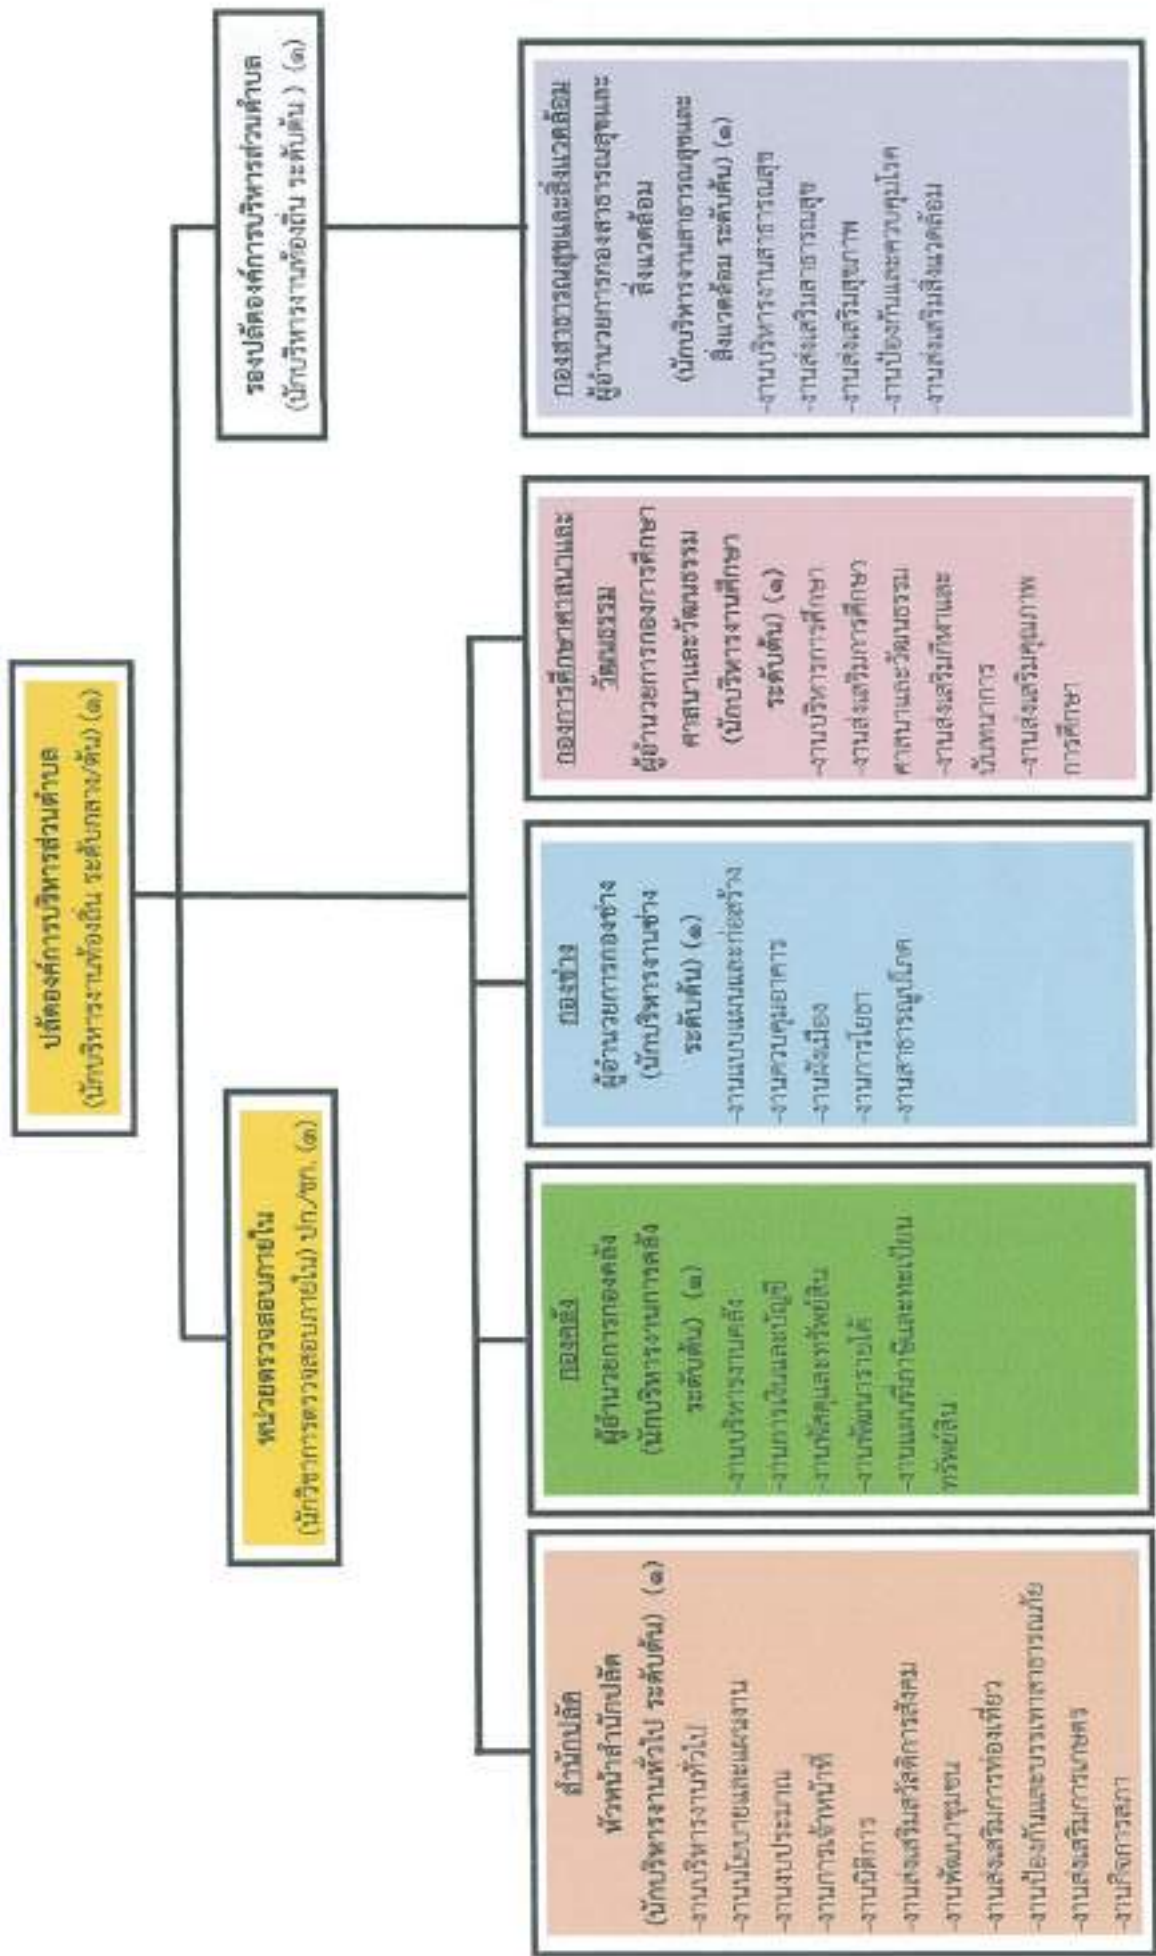 ปลัดองค์การบริหารส่วนตำบล
(นักบริหารงานท้องถิ่น ระดับกลาง/ต้น) (๑)
หน่วยตรวจสอบภายใน
(นักวิชาการตรวจสอบภายใน) ปก./ชก. (๑)
รองปลัดองค์การบริหารส่วนตำบล
(นักบริหารงานท้องถิ่น ระดับต้น ) (๑)
สำนักปลัด
หัวหน้าสำนักปลัด
(นักบริหารงานทั่วไป ระดับต้น) (๑)
-งานบริหารงานทั่วไป
-งานนโยบายและแผนงาน
-งานงบประมาณ
-งานการเจ้าหน้าที่
-งานนิติการ
-งานส่งเสริมสวัสดิการสังคม
-งานพัฒนาชุมชน
-งานส่งเสริมการท่องเที่ยว
-งานป้องกันและบรรเทาสาธารณภัย
-งานส่งเสริมการเกษตร
-งานกิจการสภา
กองคลัง
ผู้อำนวยการกองคลัง
(นักบริหารงานการคลัง
ระดับต้น) (๑)
-งานบริหารงานคลัง
-งานการเงินและบัญชี
-งานพัสดุและทรัพย์สิน
-งานพัฒนารายได้
-งานแผนที่ภาษีและทะเบียน
ทรัพย์สิน
กองช่าง
ผู้อำนวยการกองช่าง
(นักบริหารงานช่าง
ระดับต้น) (๑)
-งานแบบแผนและก่อสร้าง
-งานควบคุมอาคาร
-งานผังเมือง
-งานการโยธา
-งานสาธารณูปโภค
กองการศึกษาศาสนาและ
วัฒนธรรม
ผู้อำนวยการกองการศึกษา
ศาสนาและวัฒนธรรม
(นักบริหารงานศึกษา
ระดับต้น) (๑)
-งานบริหารการศึกษา
-งานส่งเสริมการศึกษา
ศาสนาและวัฒนธรรม
-งานส่งเสริมกีฬาและ
นันทนาการ
-งานส่งเสริมคุณภาพ
การศึกษา
กองสาธารณสุขและสิ่งแวดล้อม
ผู้อำนวยการกองสาธารณสุขและ
สิ่งแวดล้อม
(นักบริหารงานสาธารณสุขและ
สิ่งแวดล้อม ระดับต้น) (๑)
-งานบริหารงานสาธารณสุข
-งานส่งเสริมสาธารณสุข
-งานส่งเสริมสุขภาพ
-งานป้องกันและควบคุมโรค
-งานส่งเสริมสิ่งแวดล้อม